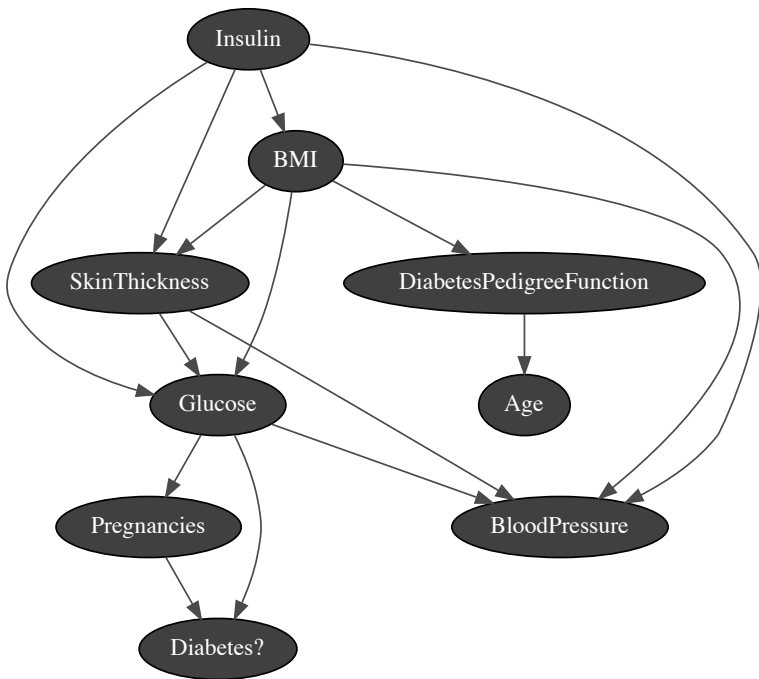 Insulin
BMI
SkinThickness
DiabetesPedigreeFunction
Glucose
Age
Pregnancies
BloodPressure
Diabetes?